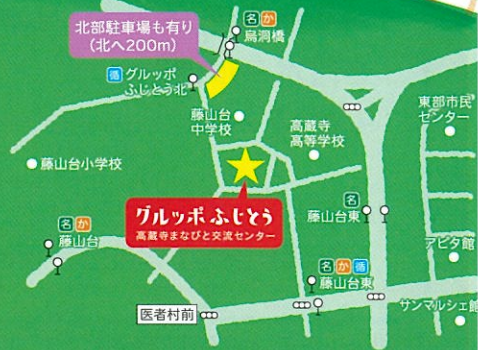 北部駐車場も有り
(北へ200m)
名 か
鳥洞橋
循 グルッポ
ふじとう北
藤山台
中学校
高蔵寺
高等学校
東部市民
センター
藤山台小学校
グルッポ ふじとう
高蔵寺まなびと交流センター
名
藤山台東
名 か
藤山台
アピタ館
名 か 循
藤山台東
サンマルシェ館
医者村前